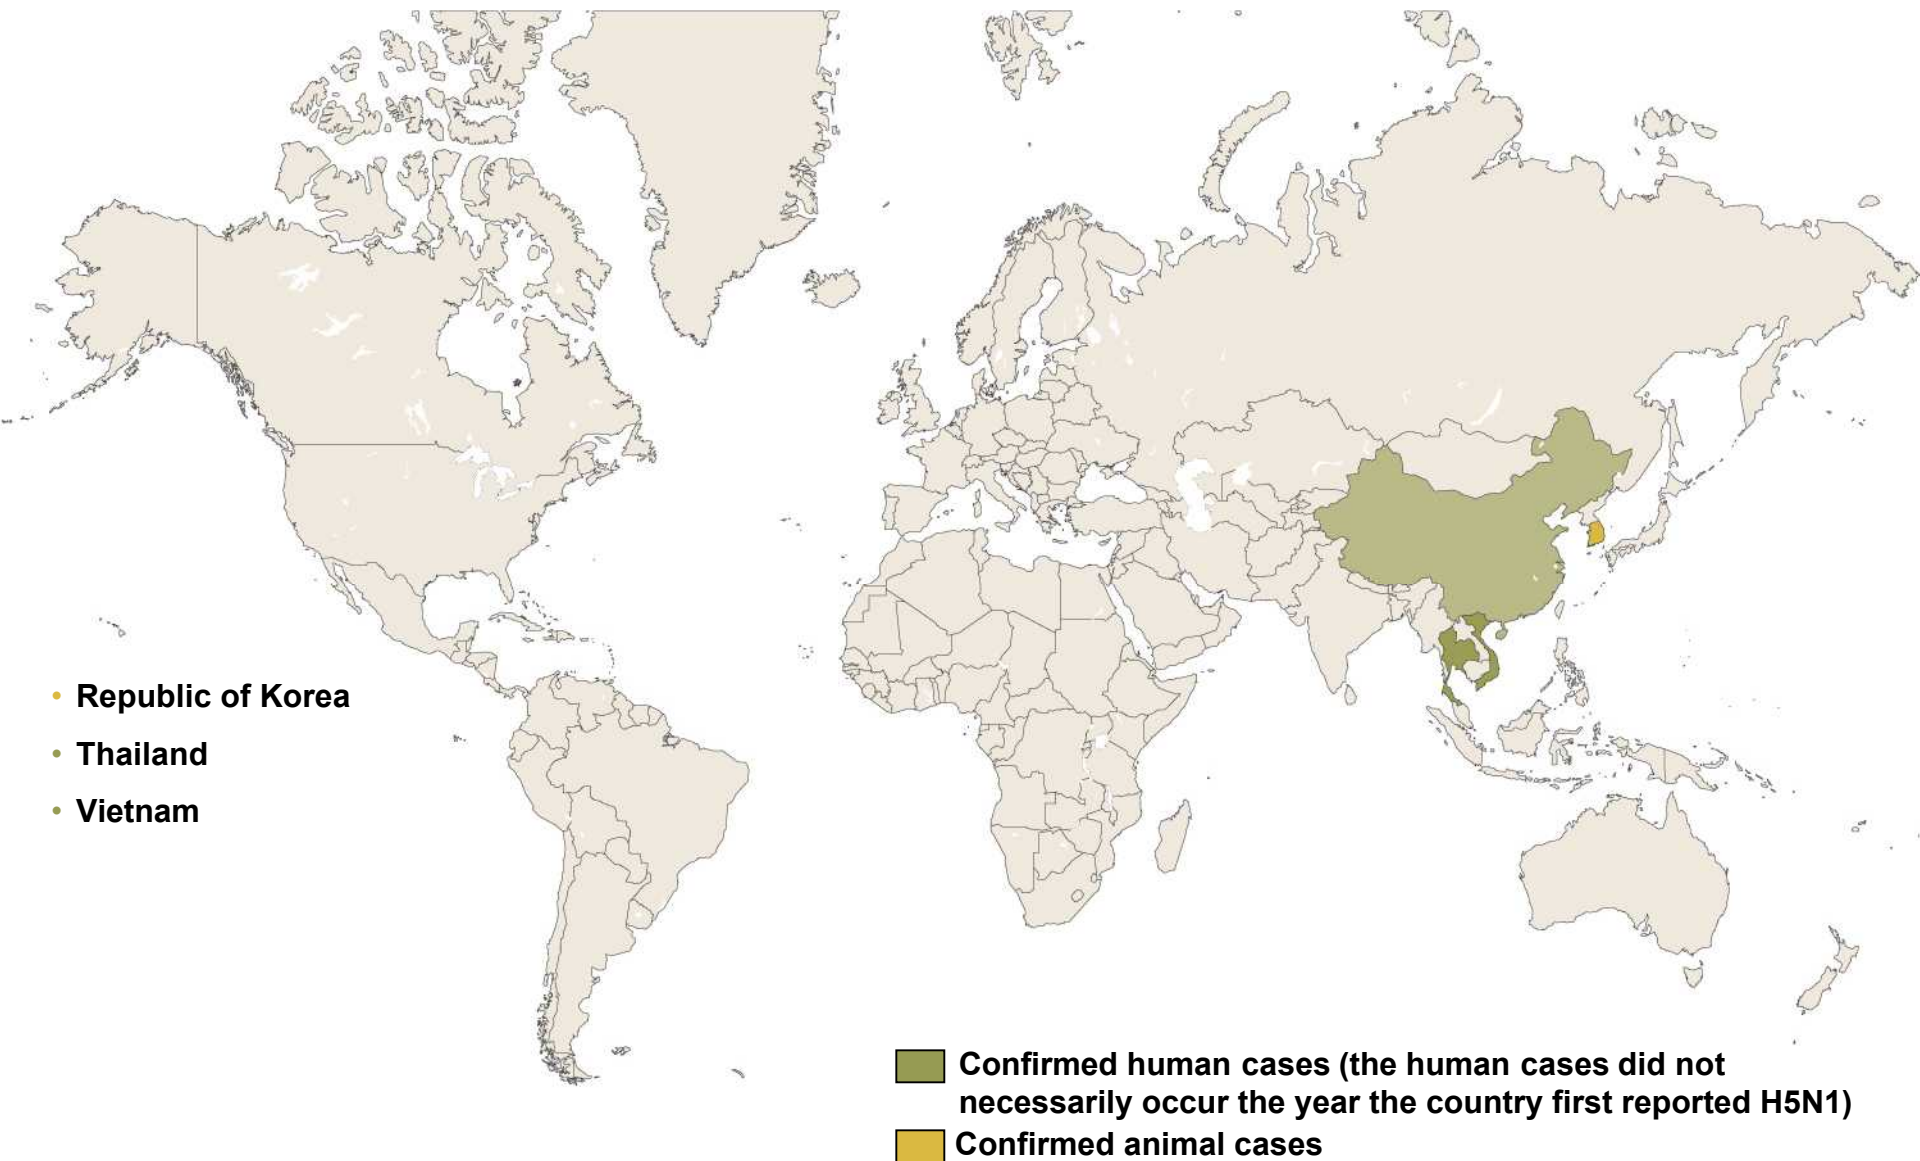 • Republic of Korea
• Thailand
• Vietnam
Confirmed human cases (the human cases did not
necessarily occur the year the country first reported H5N1)
Confirmed animal cases